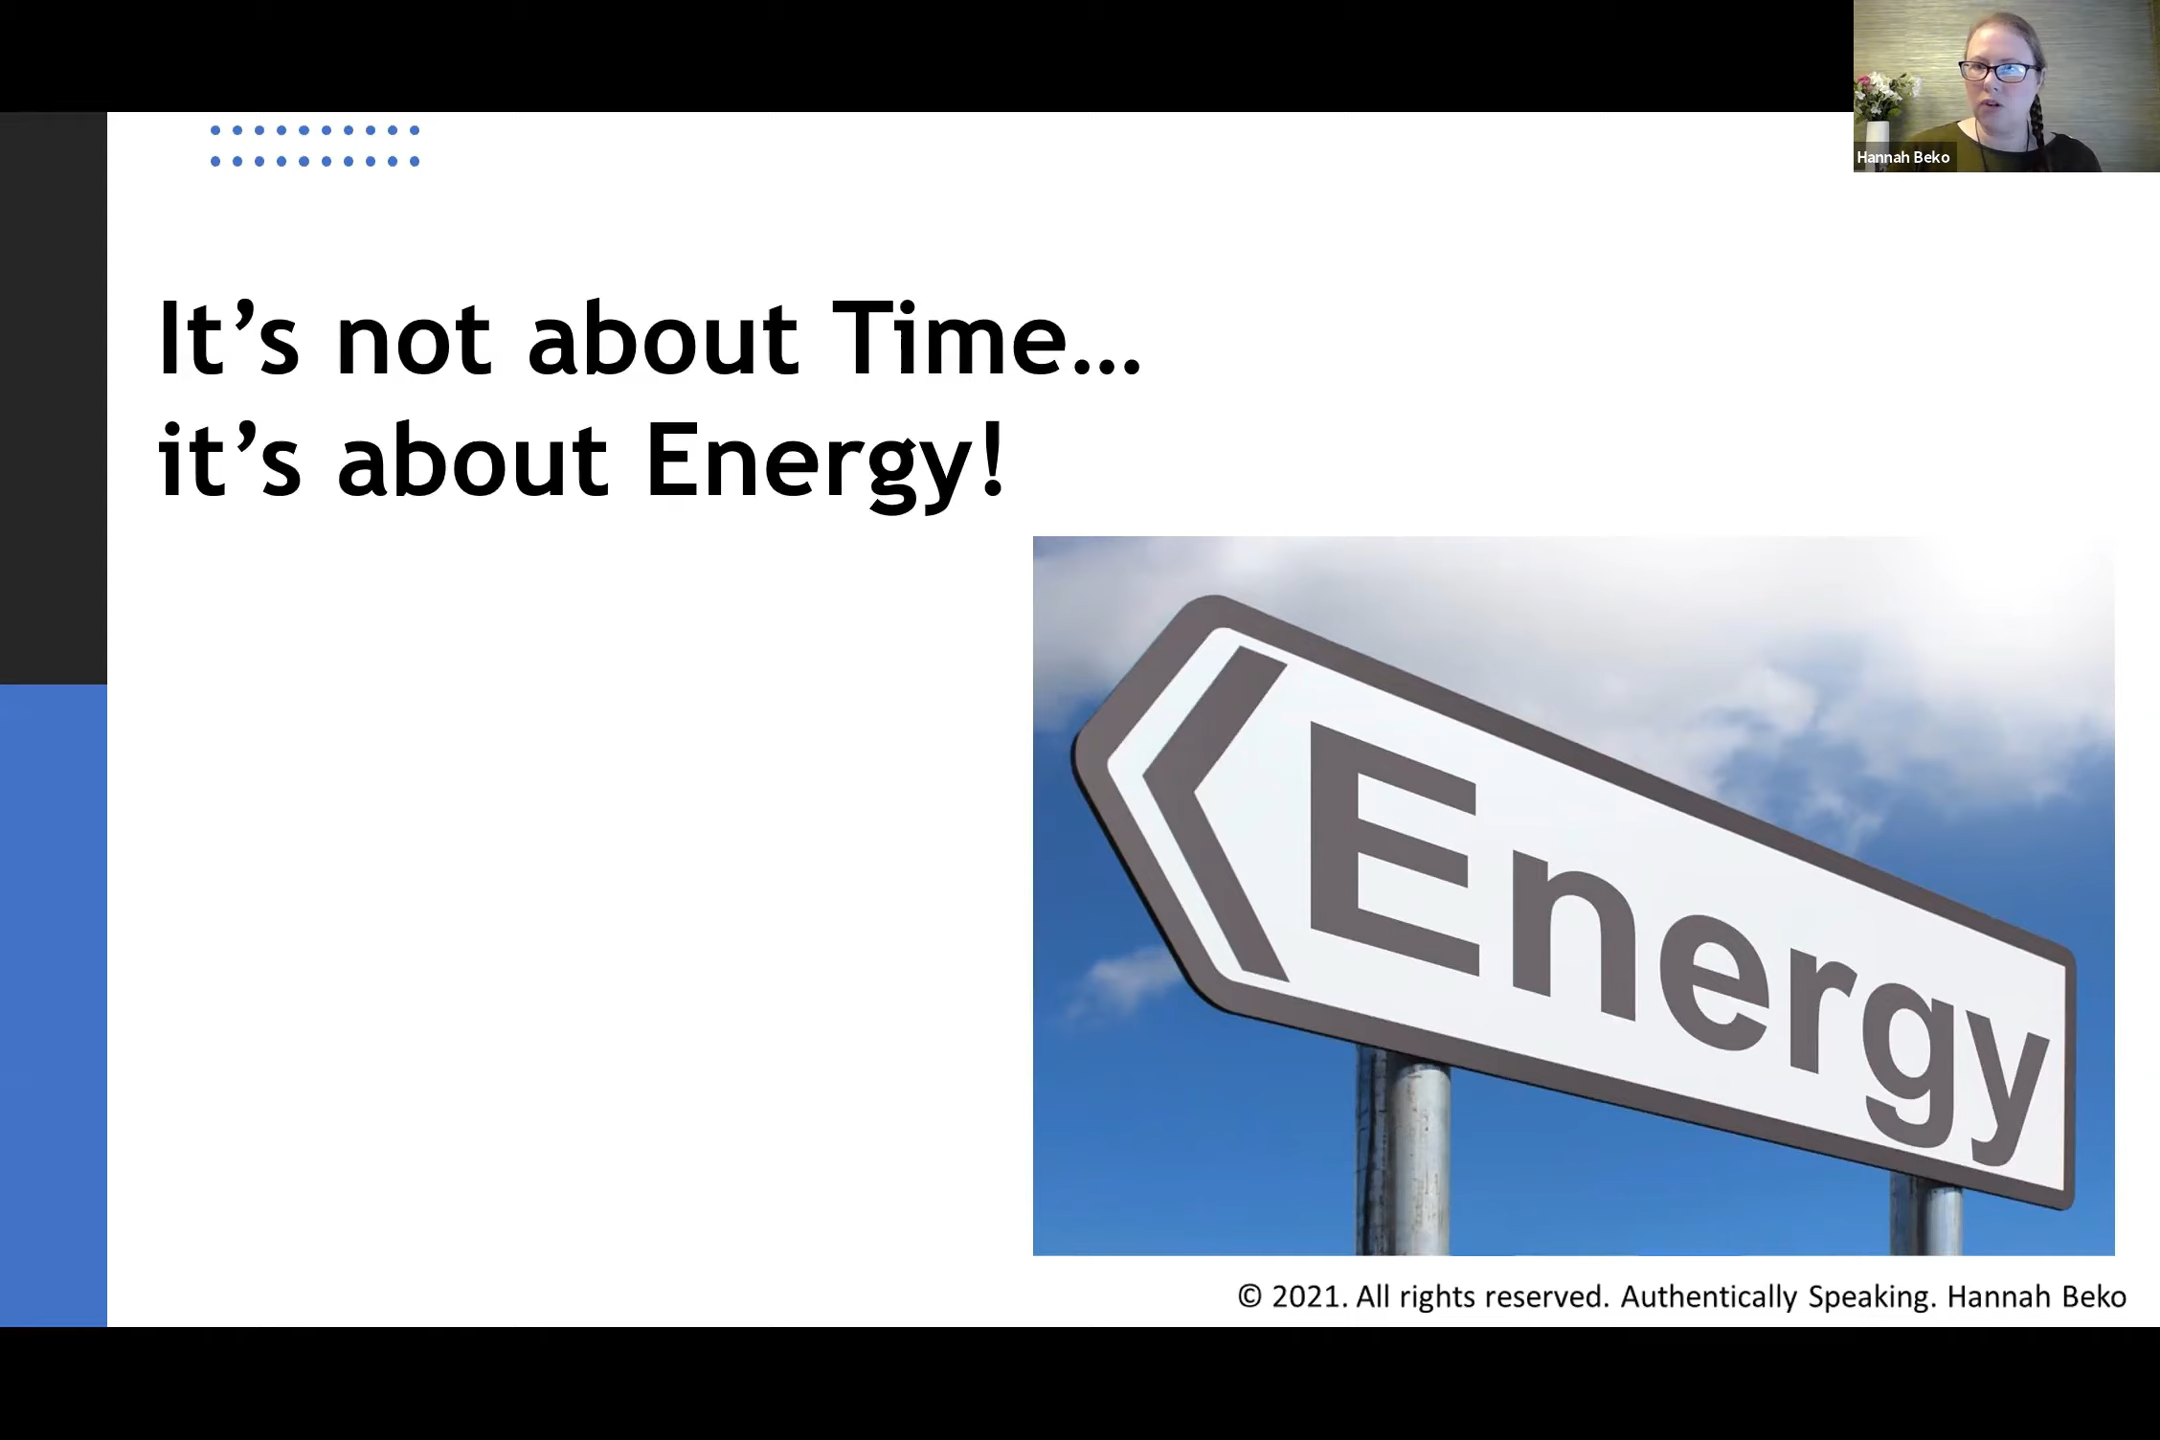 Hannah Beko
It’s not about Time…
it’s about Energy!
Energy
© 2021. All rights reserved. Authentically Speaking. Hannah Beko